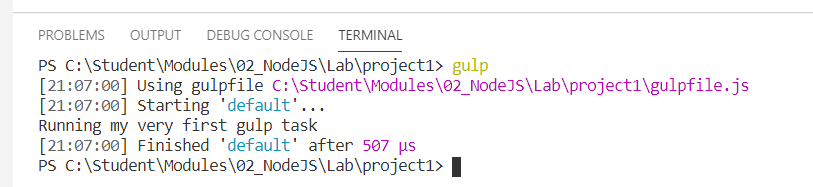 PROBLEMS OUTPUT DEBUG CONSOLE TERMINAL
PS C:\Student\Modules\02_NodeJS\Lab\project1> gulp
[21:07:00] Using gulpfile C:\Student\Modules\02_NodeJS\Lab\project1\gulpfile.js
[21:07:00] Starting 'default'...
Running my very first gulp task
[21:07:00] Finished 'default' after 507 μs
PS C:\Student\Modules\02_NodeJS\Lab\project1>